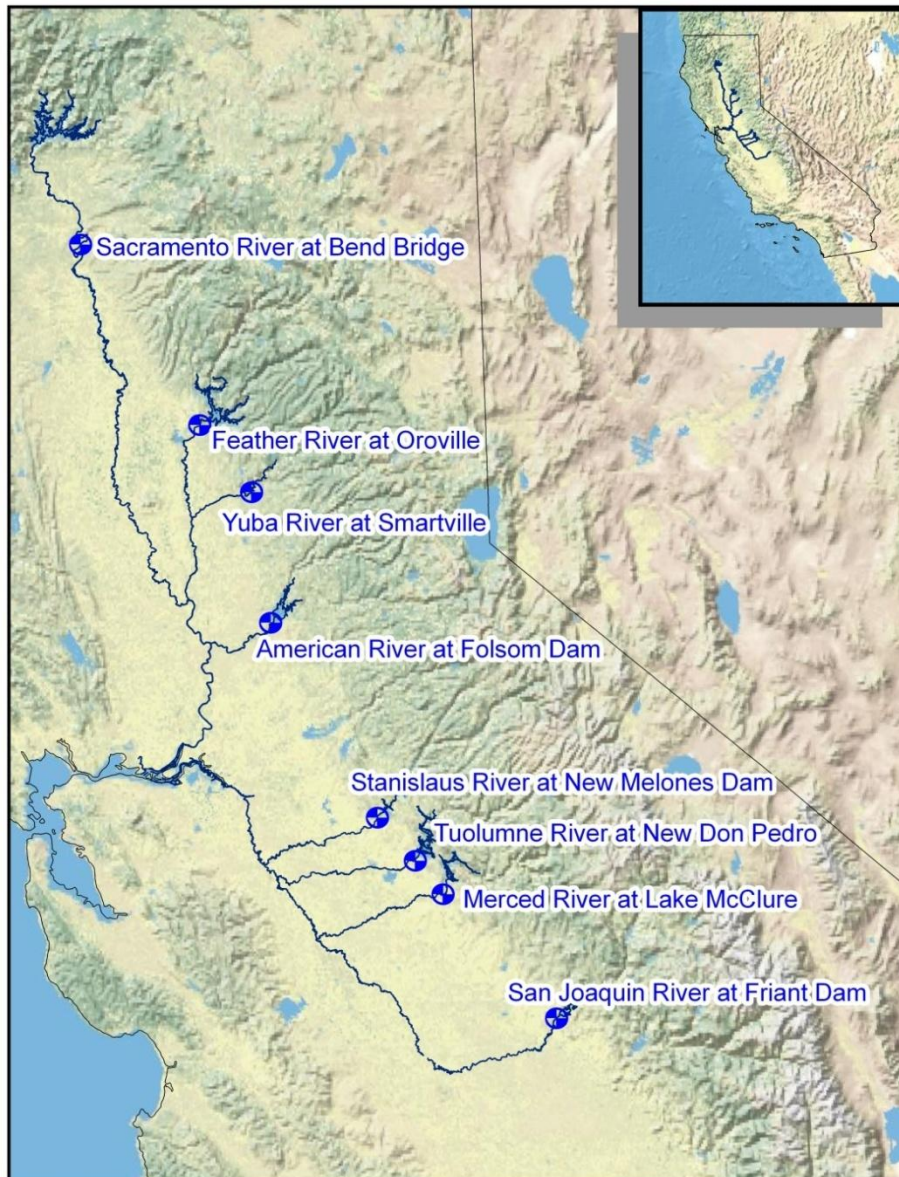 Sacramento River at Bend Bridge
Feather River at Oroville
Yuba River at Smartville
American River at Folsom Dam
Stanislaus River at New Melones Dam
Tuolumne River at New Don Pedro
Merced River at Lake McClure
San Joaquin River at Friant Dam